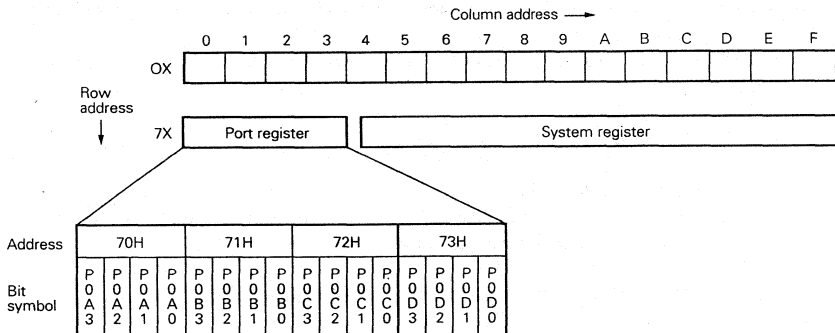 Column address
0 1 2 3 4 5 6 7 8 9 A B C D E F
OX
Row
address
7X Port register System register
Address 70H 71H 72H 73H
Bit
symbol
P0A3 P0A2 P0A1 P0A0 P0B3 P0B2 P0B1 P0B0 P0C3 P0C2 P0C1 P0C0 P0D3 P0D2 P0D1 P0D0